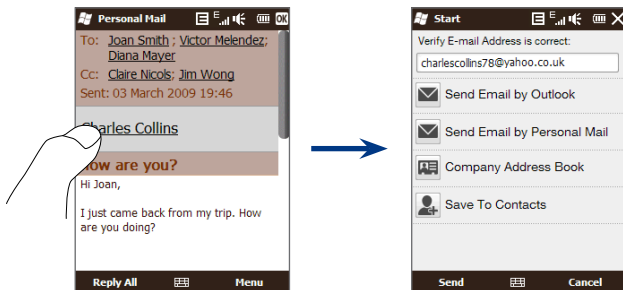 Personal Mail
E
OK
To: Joan Smith ; Victor Melendez;
Diana Mayer
Cc: Claire Nicols; Jim Wong
Sent: 03 March 2009 19:46
Charles Collins
How are you?
Hi Joan,
I just came back from my trip. How
are you doing?
Reply All
Menu
Start
E
Verify E-mail Address is correct:
charlescollins78@yahoo.co.uk
Send Email by Outlook
Send Email by Personal Mail
Company Address Book
Save To Contacts
Send
Cancel